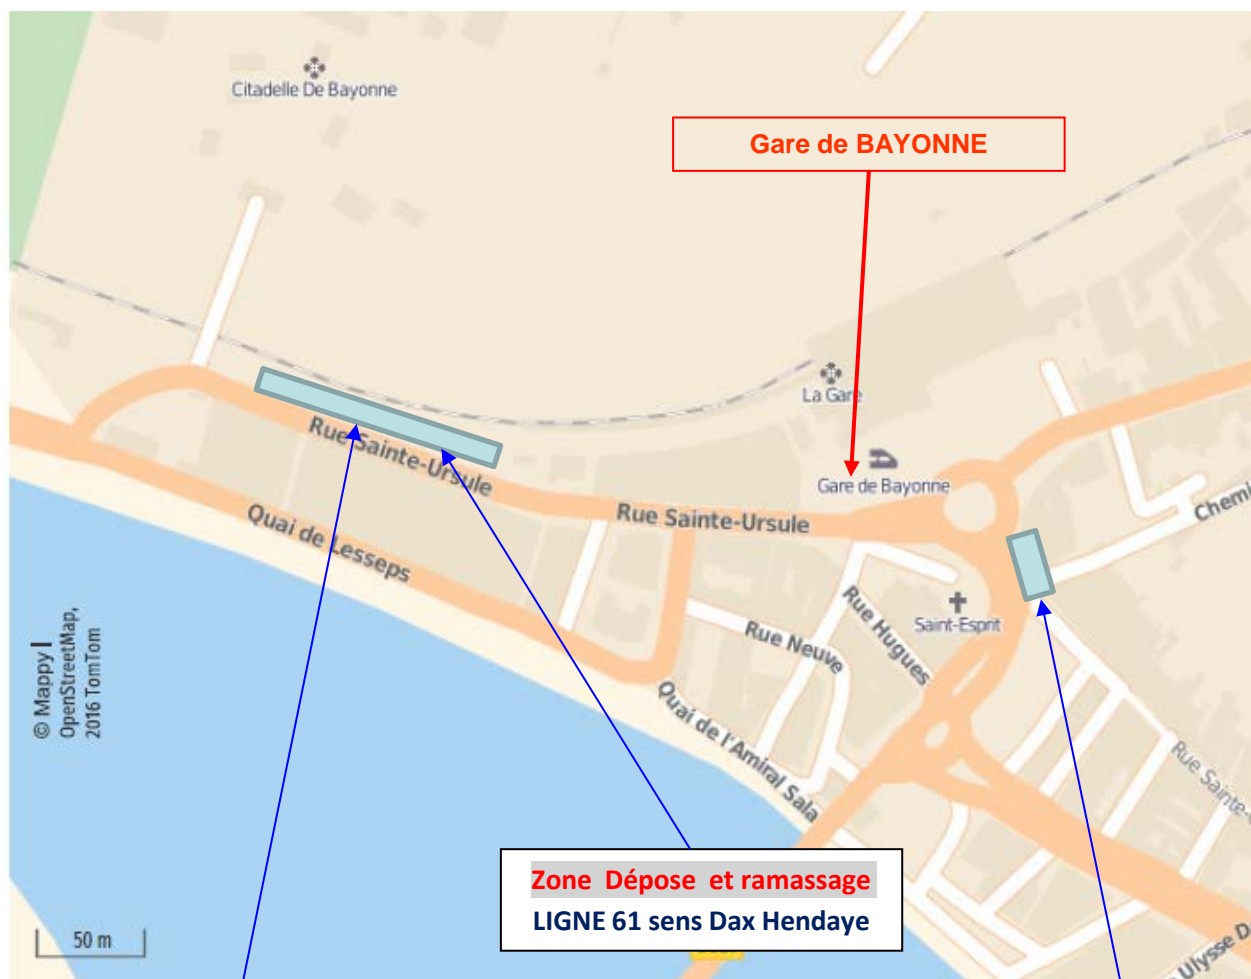 Citadelle De Bayonne
Gare de BAYONNE
La Gare
Gare de Bayonne
Rue Sainte-Ursule
Rue Sainte-Ursule
Quai de Lesseps
Chemi
Saint-Esprit
Rue Hugues
Rue Neuve
Quai de l'Amiral Sala
Rue Sainte-
© Mappy |
OpenStreetMap,
2016 TomTom
Zone Dépose et ramassage
LIGNE 61 sens Dax Hendaye
50 m
Ulysse D